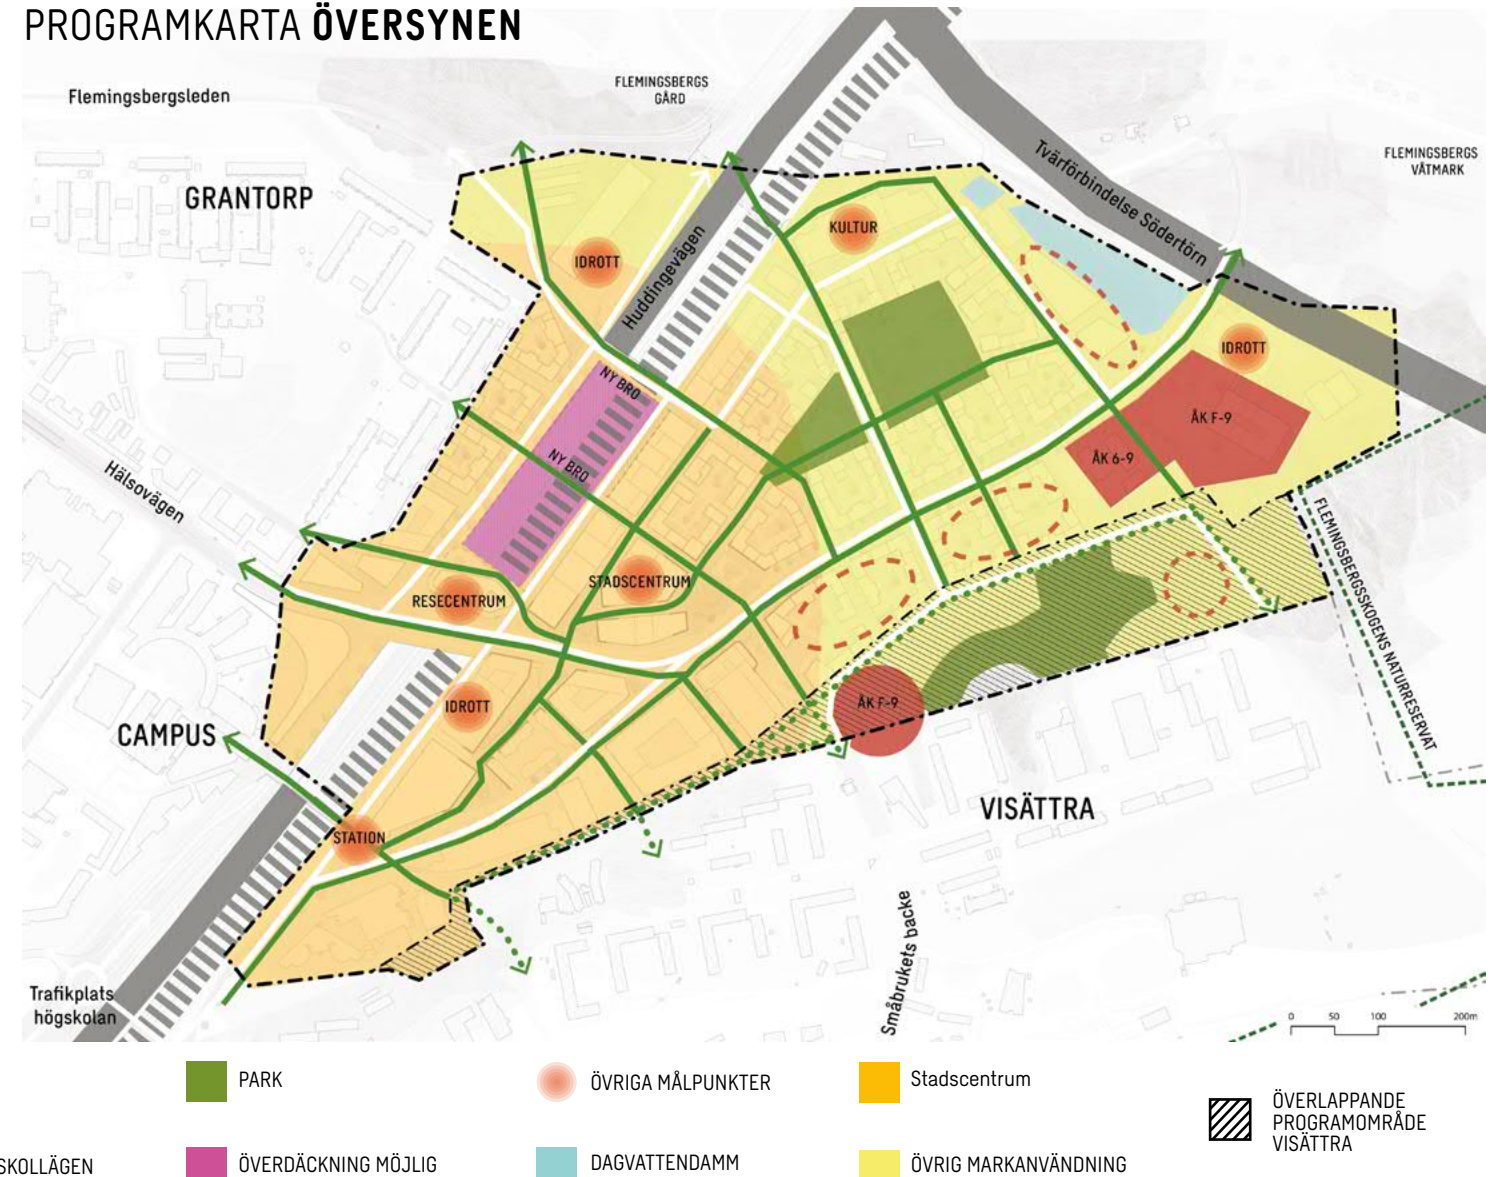 PROGRAMKARTA ÖVERSYNEN
Flemingsbergsleden
FLEMINGSBERGS
GÅRD
Tvärförbindelse Södertörn
FLEMINGSBERGS
VÅTMARK
GRANTORP
KULTUR
IDROTT
Huddingevägen
IDROTT
NY BRO
ÅK F-9
ÅK 6-9
NY BRO
Hälsovägen
FLEMINGSBERGSSKOGENS NATURRESERVAT
STADSCENTRUM
RESECENTRUM
IDROTT
ÅK F-9
CAMPUS
VISÄTTRA
STATION
Småbrukets backe
Trafikplats
högskolan
0 50 100 200m
PARK
ÖVRIGA MÅLPUNKTER
Stadscentrum
ÖVERLAPPANDE
PROGRAMOMRÅDE
VISÄTTRA
SKOLLÄGEN
ÖVERDÄCKNING MÖJLIG
DAGVATTENDAMM
ÖVRIG MARKANVÄNDNING